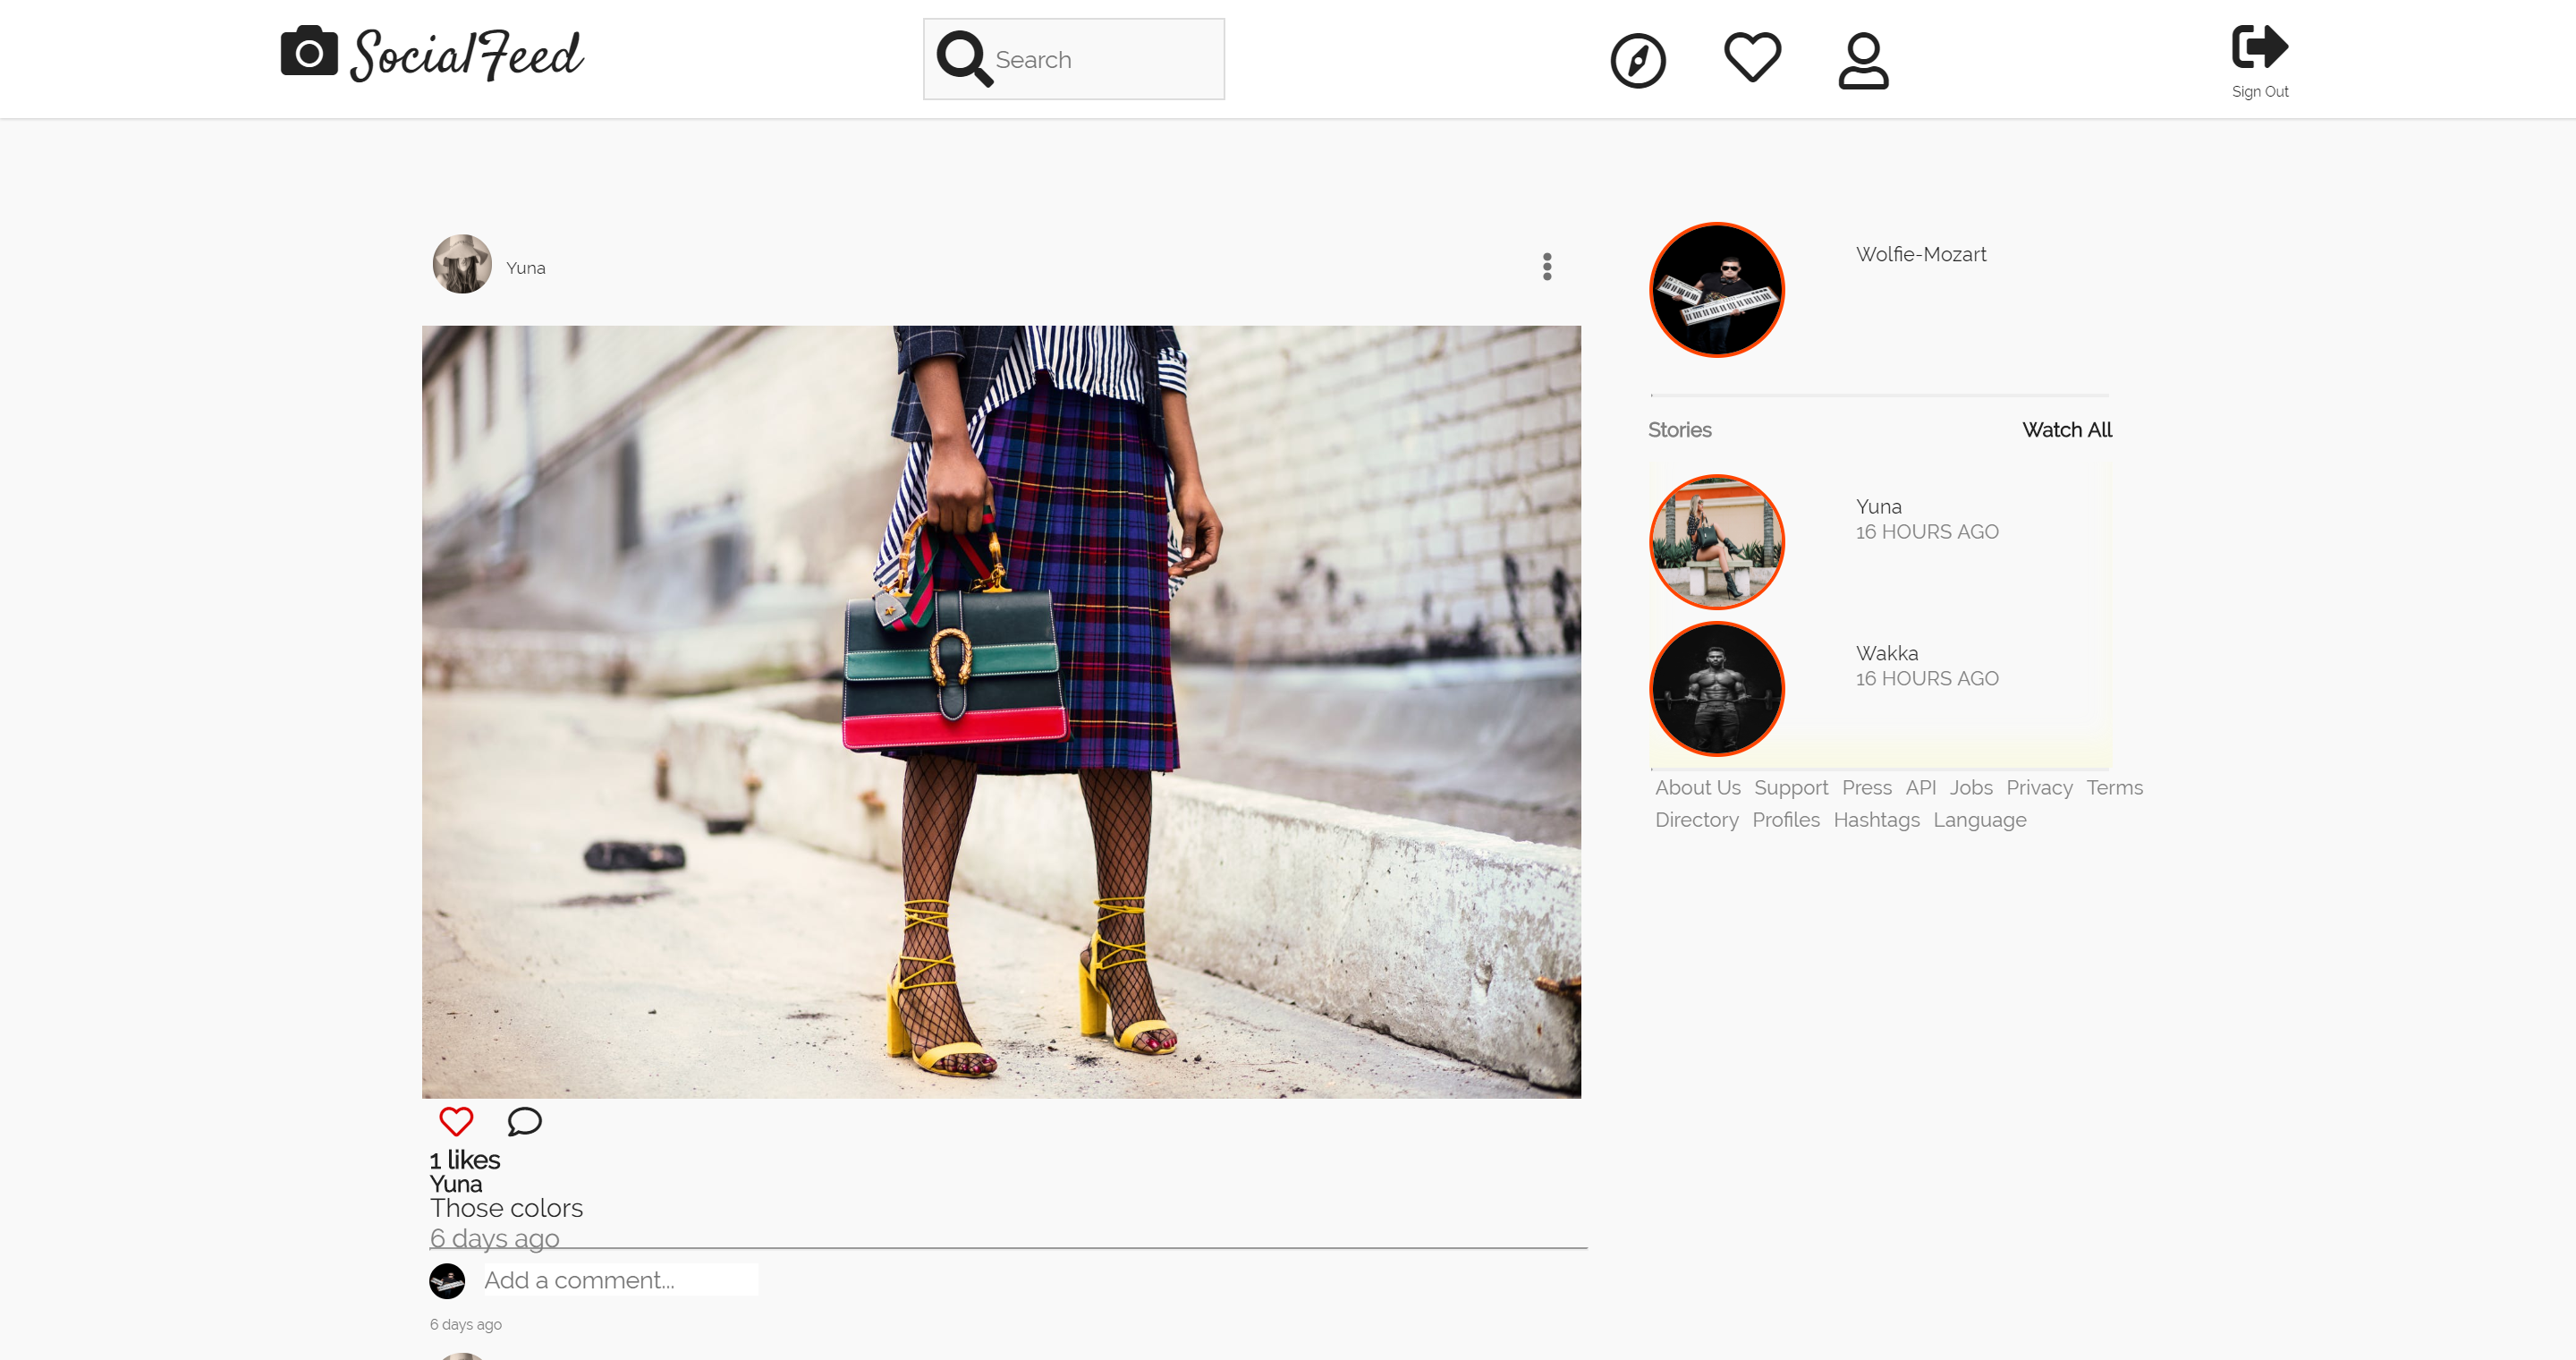 SocialFeed
Search
Sign Out
Yuna
Wolfie-Mozart
Stories
Watch All
Yuna
16 HOURS AGO
Wakka
16 HOURS AGO
About Us Support Press API Jobs Privacy Terms
Directory Profiles Hashtags Language
1 likes
Yuna
Those colors
6 days ago
Add a comment...
6 days ago